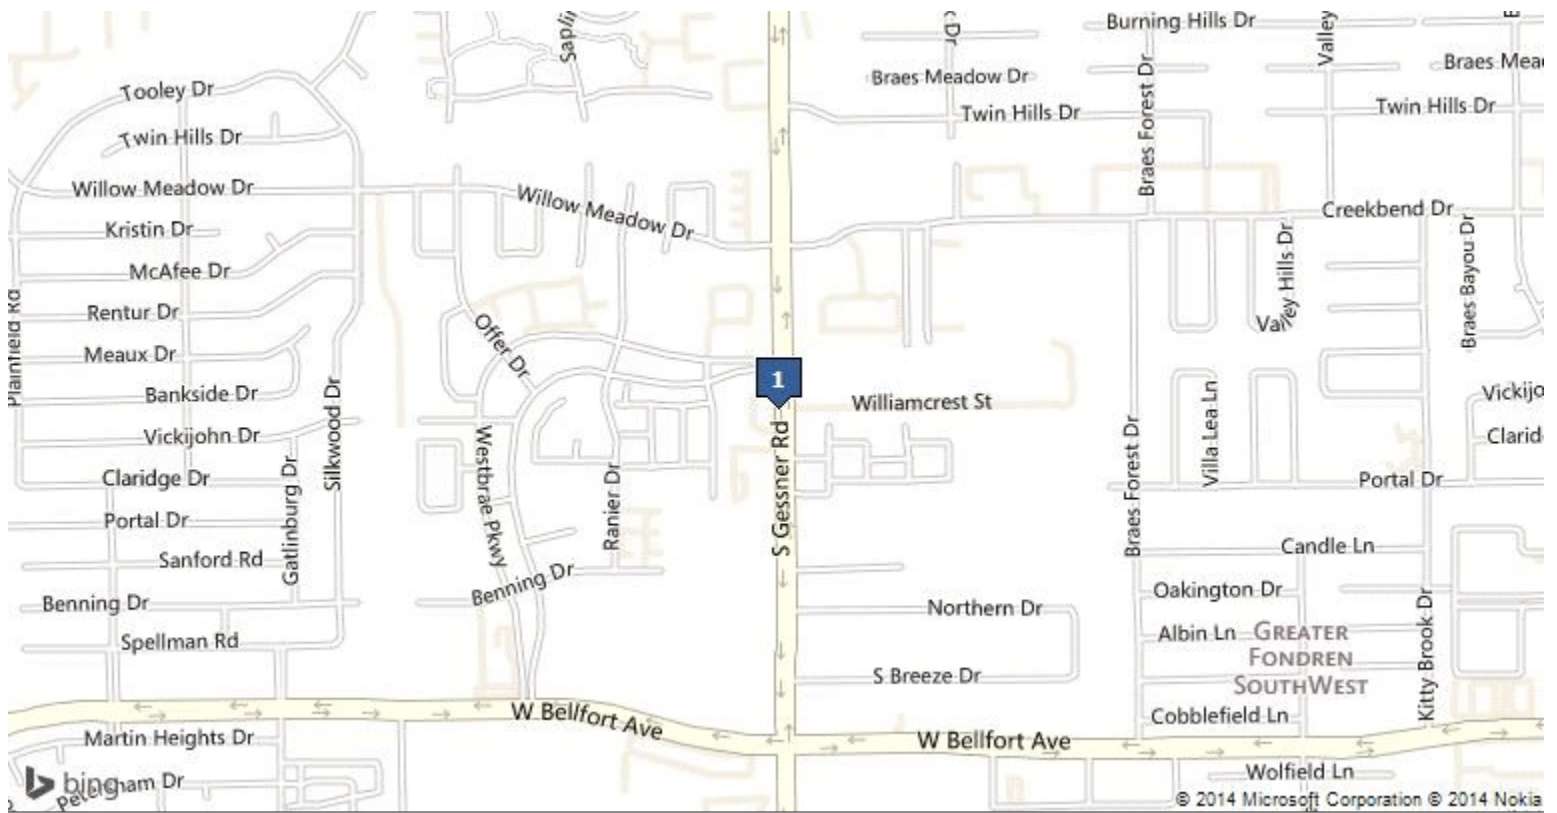 Burning Hills Dr
Valley
Dr
Braes Meadow Dr
Braes Mea
Tooley Dr
Twin Hills Dr
Twin Hills Dr
Twin Hills Dr
Braes Forest Dr
Willow Meadow Dr
Willow Meadow Dr
Creekbend Dr
Kristin Dr
McAfee Dr
Valley Hills Dr
Braes Bayou Dr
Plainfield Rd
Rentur Dr
Offer Dr
Meaux Dr
1
Bankside Dr
Williamcrest St
Vickijo
Silkwood Dr
Vickijohn Dr
Westbrae Pkwy
S Gessner Rd
Braes Forest Dr
Villa Lea Ln
Clarid
Claridge Dr
Gatlinburg Dr
Ranier Dr
Portal Dr
Portal Dr
Sanford Rd
Candle Ln
Benning Dr
Benning Dr
Northern Dr
Oakington Dr
Kitty Brook Dr
Spellman Rd
Albin Ln
GREATER
FONDREN
SOUTHWEST
S Breeze Dr
W Bellfort Ave
Cobblefield Ln
Martin Heights Dr
W Bellfort Ave
Wolfield Ln
bing
© 2014 Microsoft Corporation © 2014 Nokia